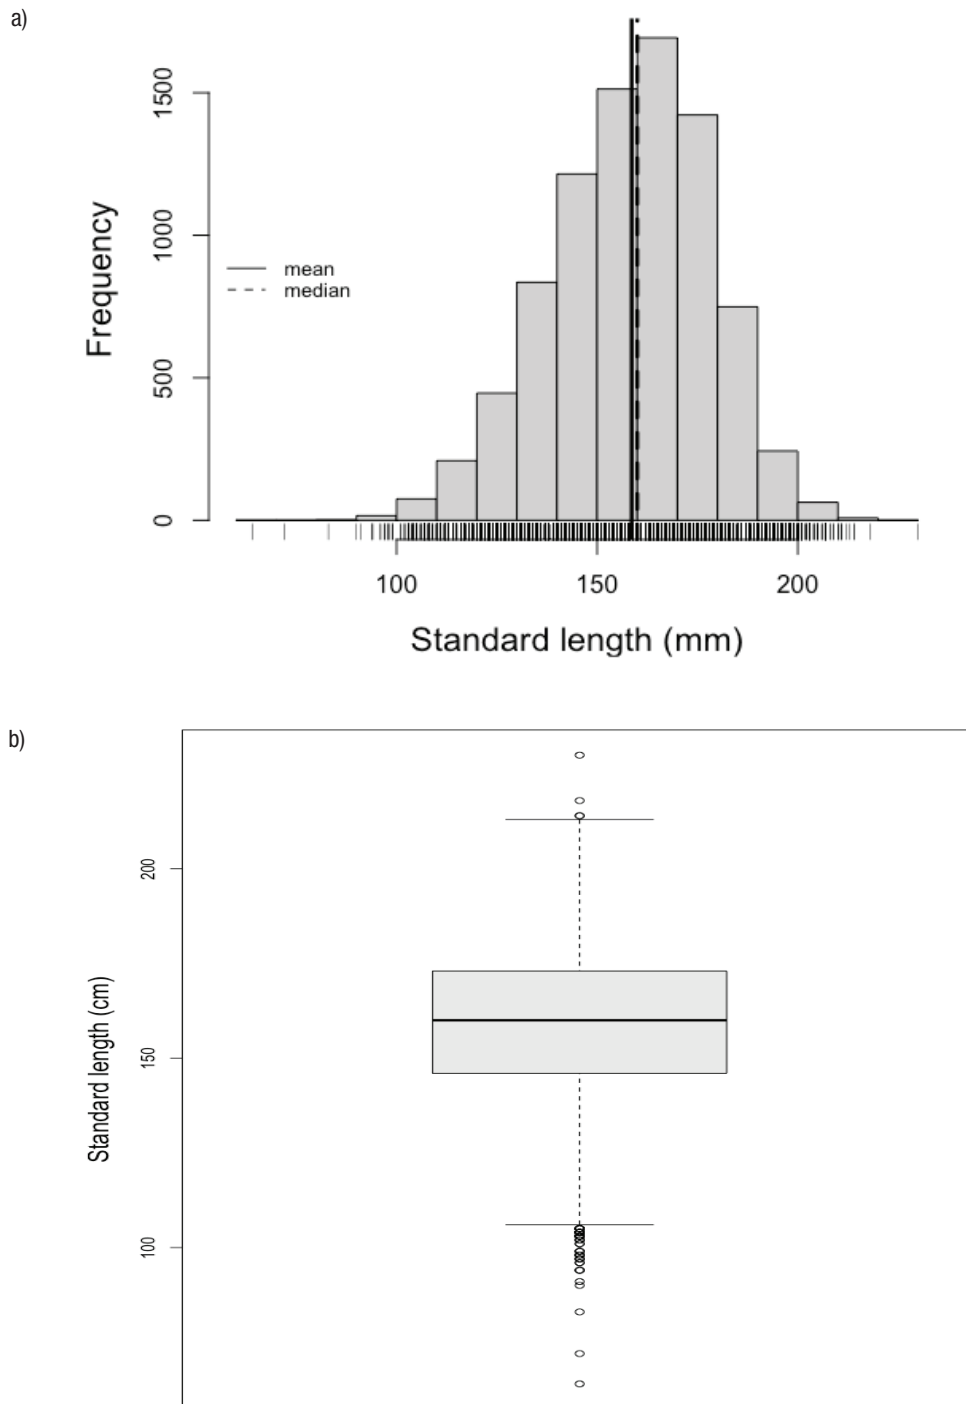 a)
1500
1000
500
0
Frequency
mean
median
100 150 200
Standard length (mm)
b)
200
150
100
Standard length (cm)